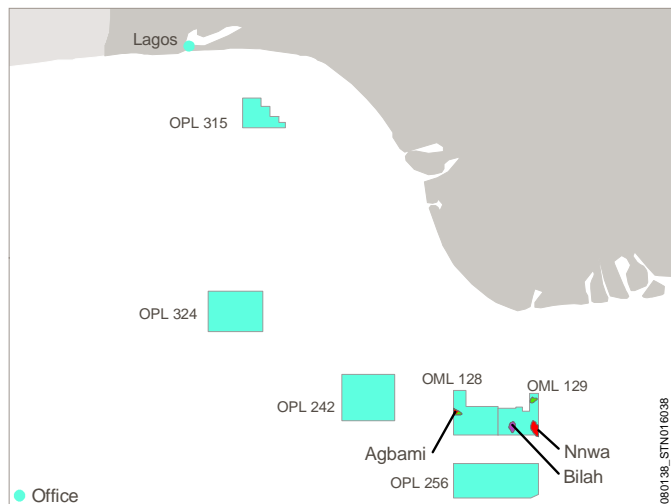 Lagos
OPL 315
OPL 324
OML 128
OML 129
OPL 242
Agbami
Nnwa
Bilah
OPL 256
Office
080138_STN016038